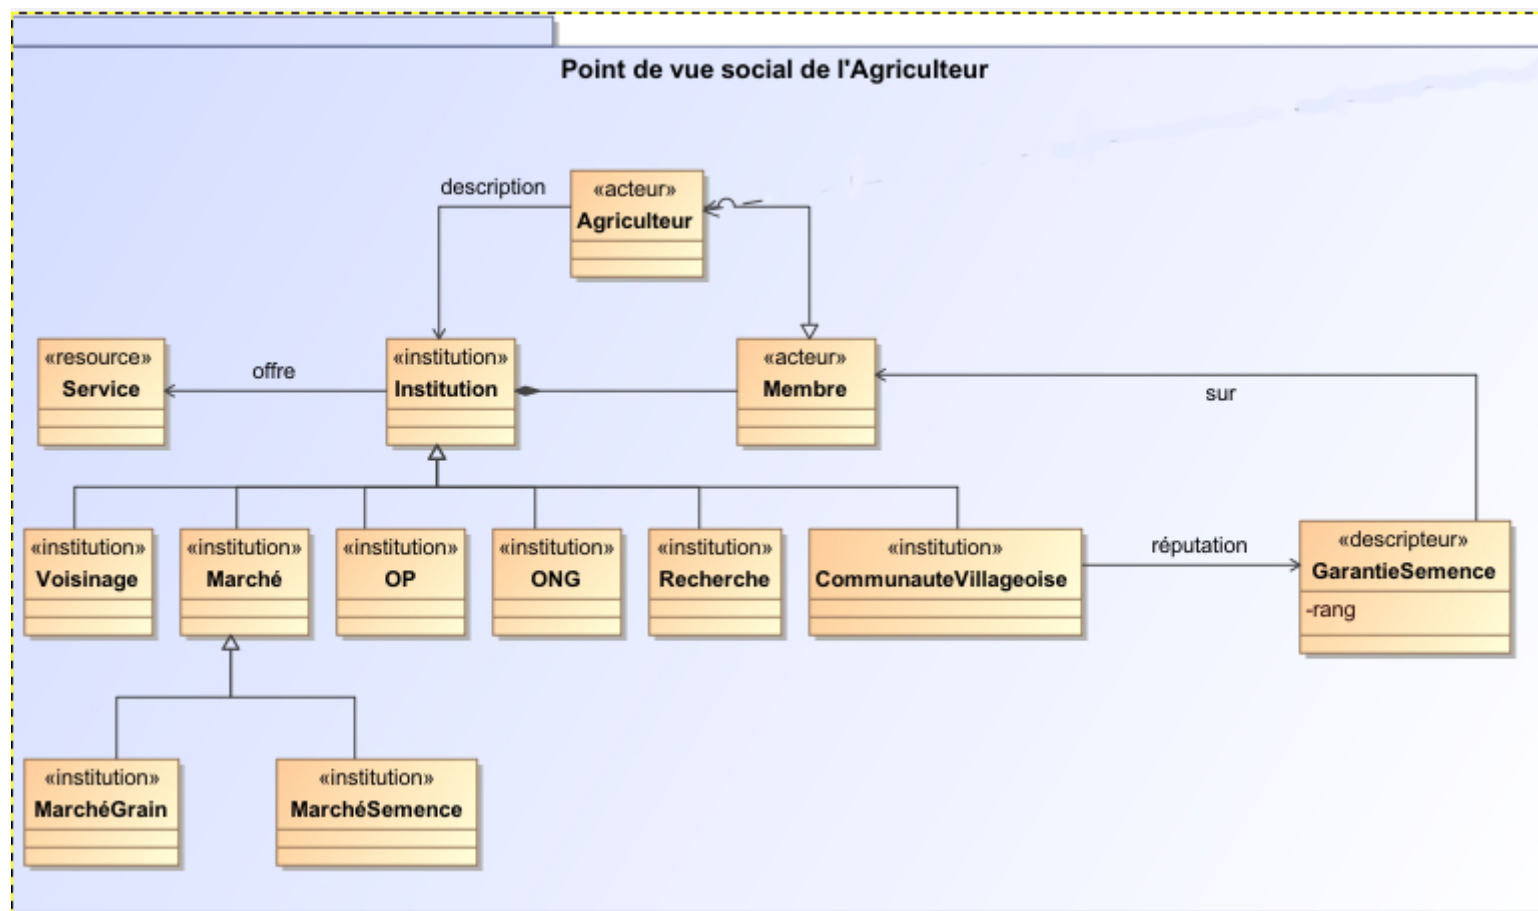 Point de vue social de l'Agriculteur
description
«acteur»
Agriculteur
«resource»
Service
offre
«institution»
Institution
«acteur»
Membre
sur
«institution»
Voisinage
«institution»
Marché
«institution»
OP
«institution»
ONG
«institution»
Recherche
«institution»
CommunauteVillageoise
réputation
«descripteur»
GarantieSemence
-rang
«institution»
MarchéGrain
«institution»
MarchéSemence